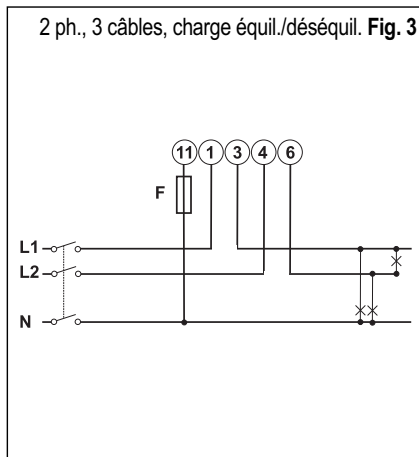 2 ph., 3 câbles, charge équil./déséquil. Fig. 3
11 1 3 4 6
F
L1
L2
N